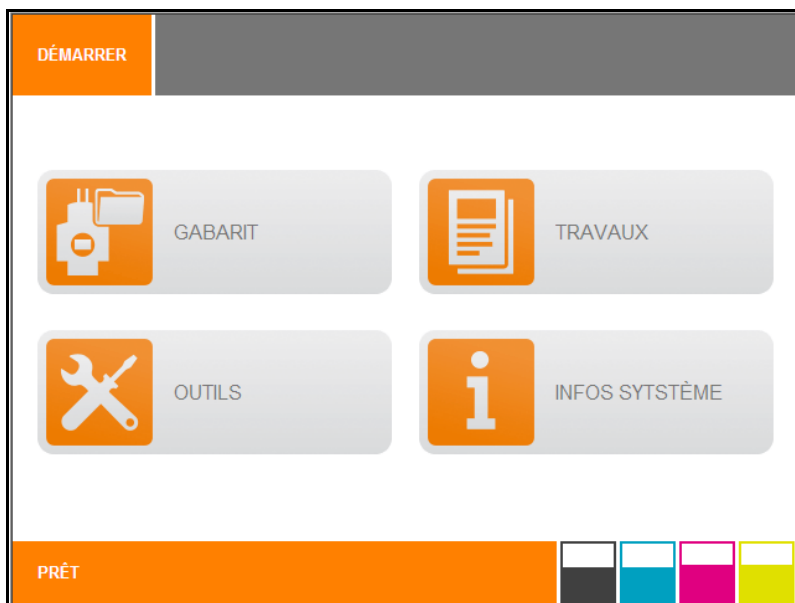 DÉMARRER
GABARIT
TRAVAUX
OUTILS
INFOS SYTSTÈME
PRÊT